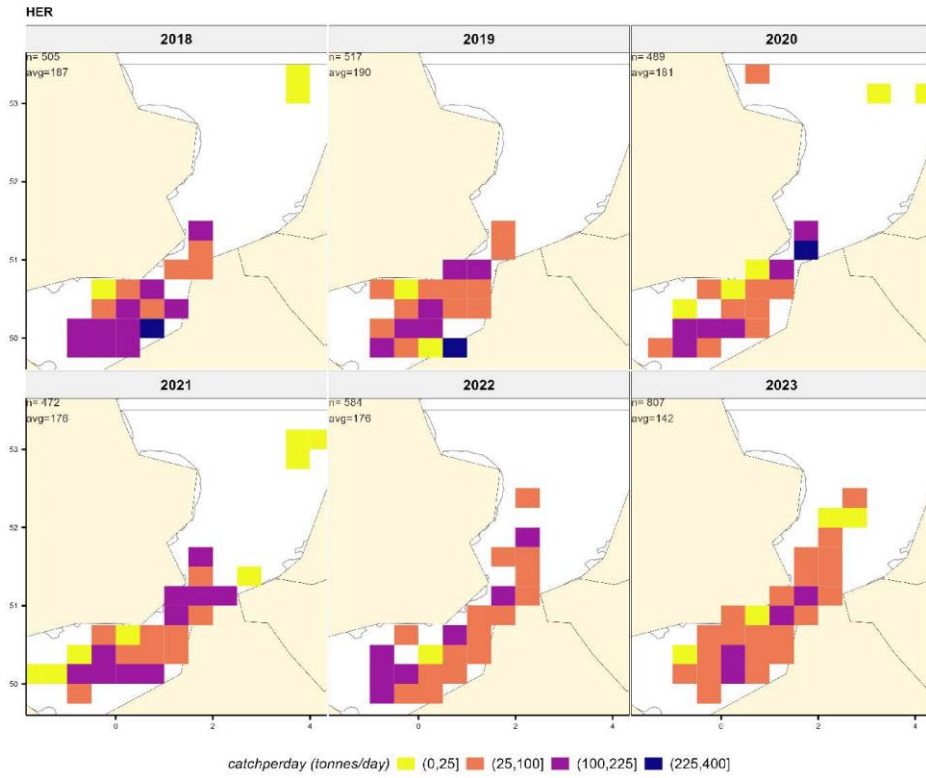 HER
2018 2019 2020
n= 505 n= 517 n= 489
avg=187 avg=190 avg=181
53
52
51
50
2021 2022 2023
n= 472 n= 584 n= 807
avg=176 avg=176 avg=142
53
52
51
50
0 2 4 0 2 4 0 2 4
catchperday (tonnes/day) (0,25] (25,100] (100,225] (225,400]